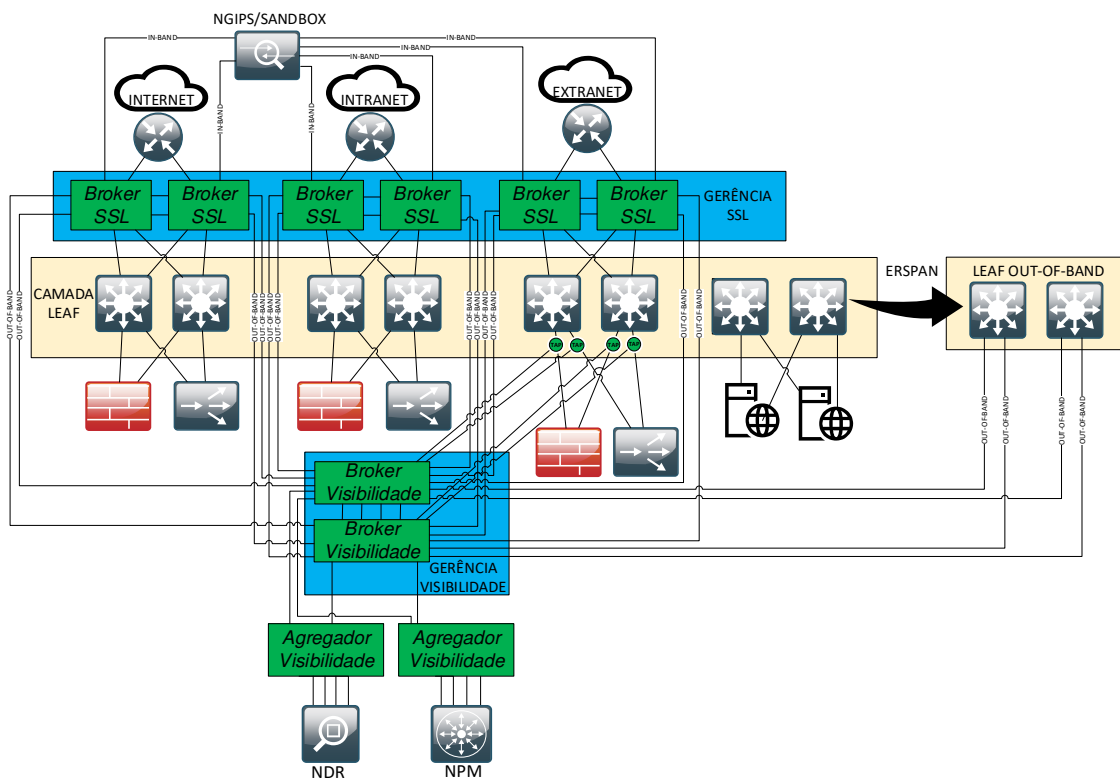 NGIPS/SANDBOX
IN-BAND
IN-BAND
IN-BAND
IN-BAND
IN-BAND
IN-BAND
INTERNET
INTRANET
EXTRANET
Broker
SSL
Broker
SSL
Broker
SSL
Broker
SSL
Broker
SSL
Broker
SSL
GERÊNCIA
SSL
CAMADA
LEAF
ERSPAN
LEAF OUT-OF-BAND
OUT-OF-BAND
OUT-OF-BAND
OUT-OF-BAND
OUT-OF-BAND
OUT-OF-BAND
OUT-OF-BAND
OUT-OF-BAND
OUT-OF-BAND
OUT-OF-BAND
OUT-OF-BAND
OUT-OF-BAND
OUT-OF-BAND
TAP
TAP
TAP
TAP
OUT-OF-BAND
OUT-OF-BAND
OUT-OF-BAND
OUT-OF-BAND
Broker
Visibilidade
Broker
Visibilidade
GERÊNCIA
VISIBILIDADE
Agregador
Visibilidade
Agregador
Visibilidade
NDR
NPM